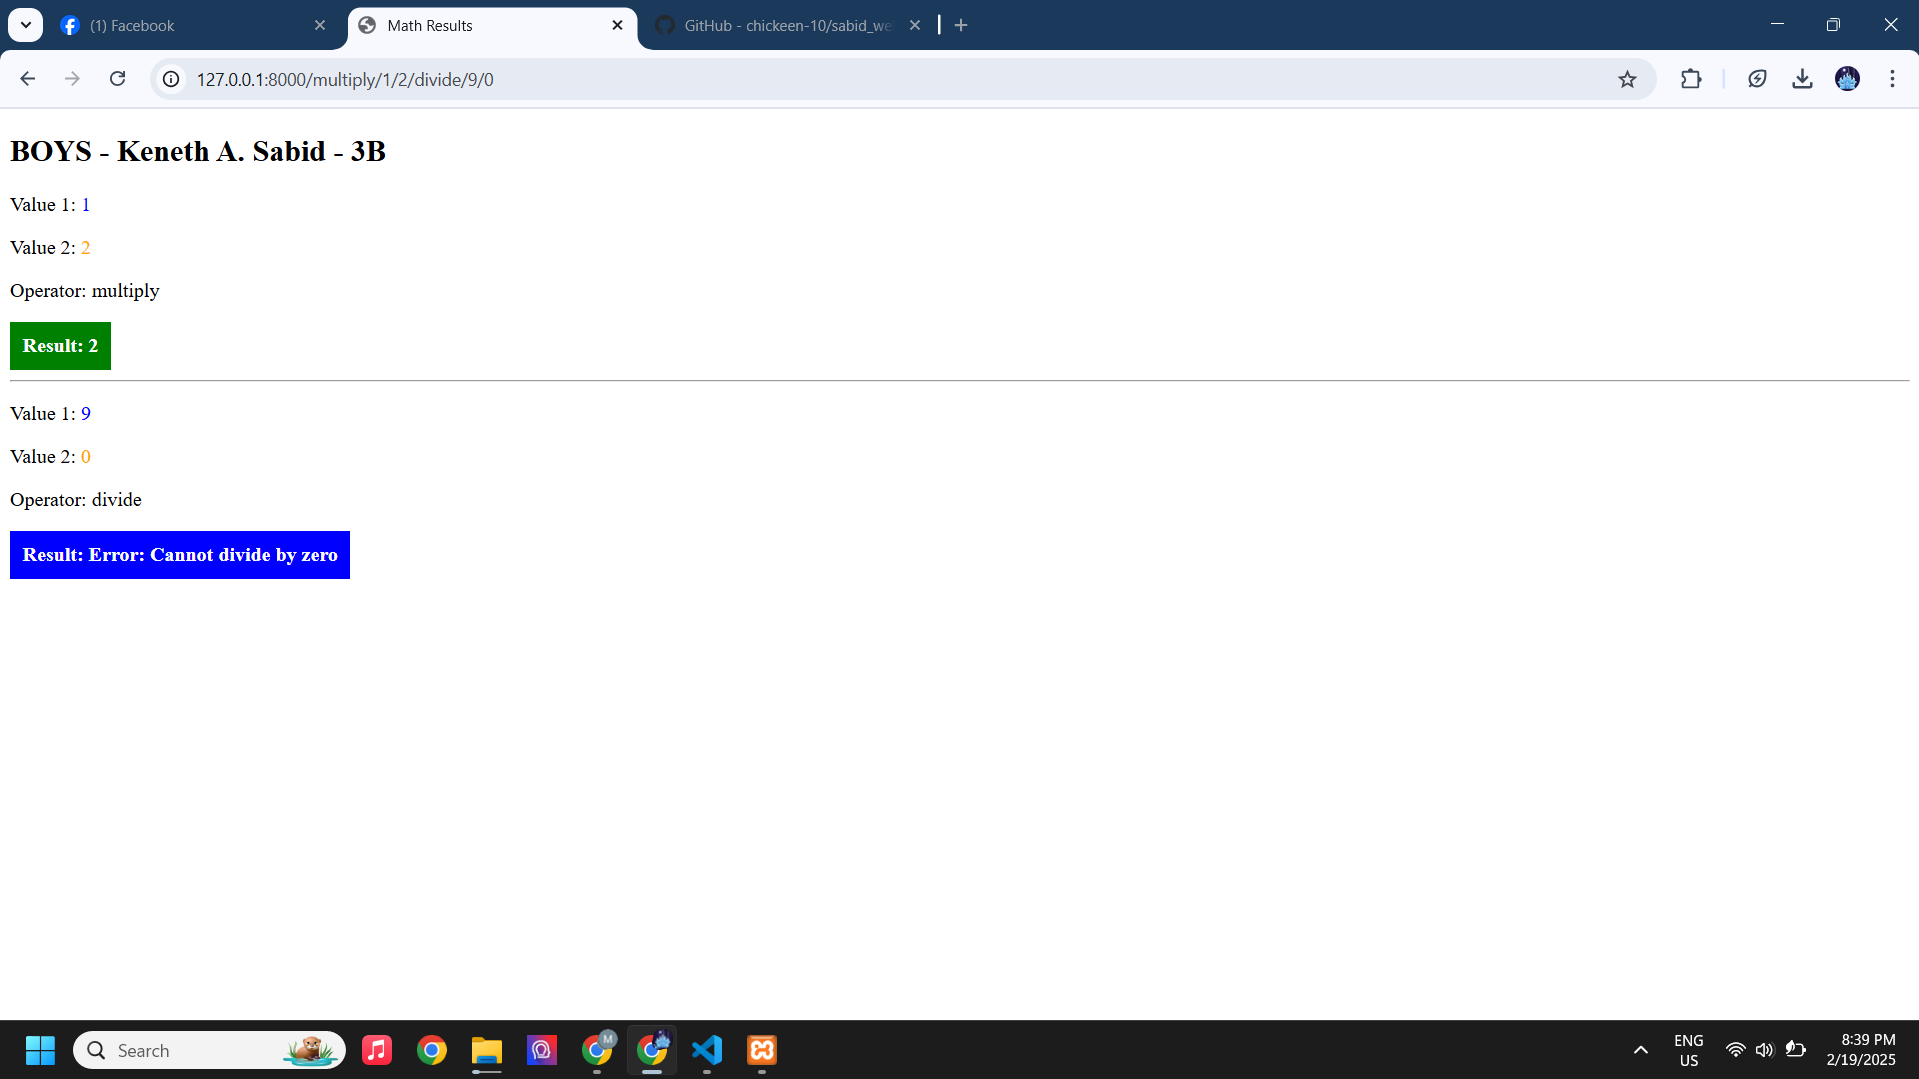 (1) Facebook
Math Results
GitHub - chickeen-10/sabid_we
127.0.0.1:8000/multiply/1/2/divide/9/0
BOYS - Keneth A. Sabid - 3B
Value 1: 1
Value 2: 2
Operator: multiply
Result: 2
Value 1: 9
Value 2: 0
Operator: divide
Result: Error: Cannot divide by zero
Search
M
ENG
US
8:39 PM
2/19/2025